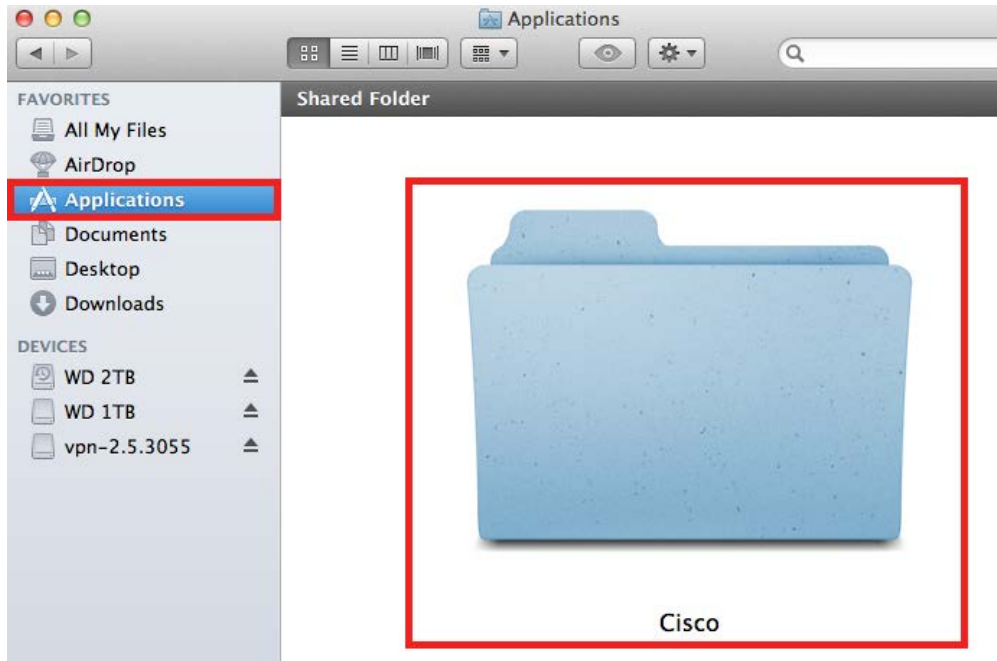 Applications
FAVORITES
All My Files
AirDrop
Applications
Documents
Desktop
Downloads
DEVICES
WD 2TB
WD 1TB
vpn-2.5.3055
Shared Folder
Cisco